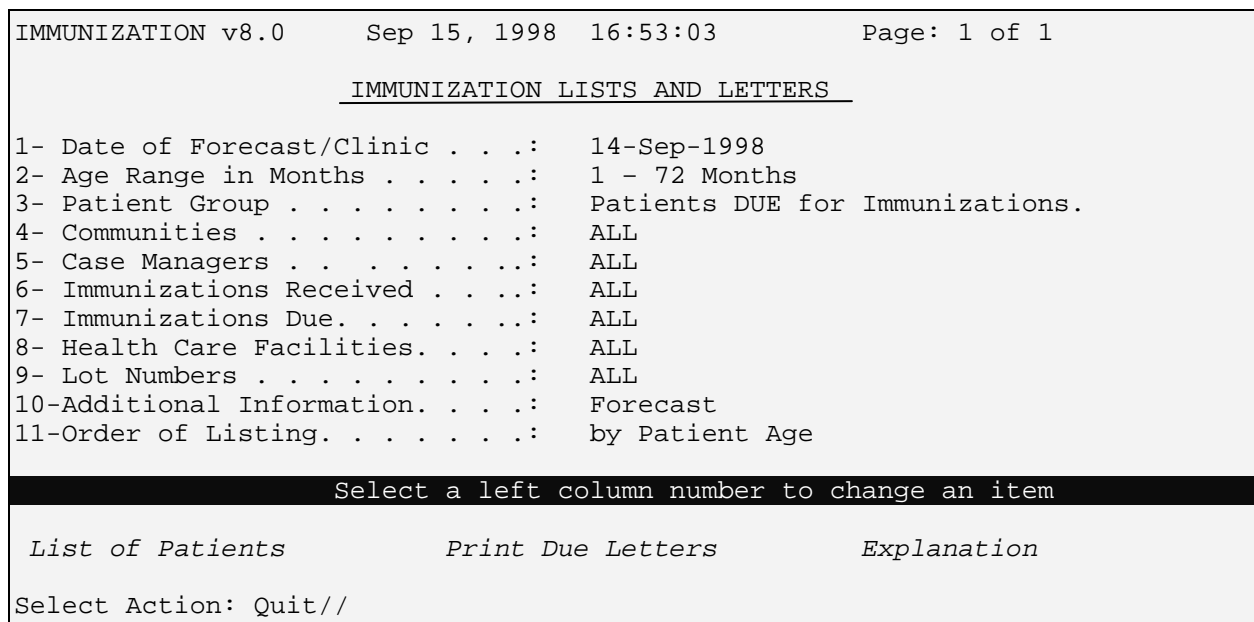 IMMUNIZATION v8.0     Sep 15, 1998  16:53:03          Page: 1 of 1
IMMUNIZATION LISTS AND LETTERS
1- Date of Forecast/Clinic . . .:    14-Sep-1998
2- Age Range in Months . . . . .:    1 – 72 Months
3- Patient Group . . . . . . . .:    Patients DUE for Immunizations.
4- Communities . . . . . . . . .:    ALL
5- Case Managers . .  . . . . ..:    ALL
6- Immunizations Received . . ..:    ALL
7- Immunizations Due. . . . . ..:    ALL
8- Health Care Facilities. . . .:    ALL
9- Lot Numbers . . . . . . . . .:    ALL
10-Additional Information. . . .:    Forecast
11-Order of Listing. . . . . . .:    by Patient Age
Select a left column number to change an item
List of Patients           Print Due Letters          Explanation
Select Action: Quit//